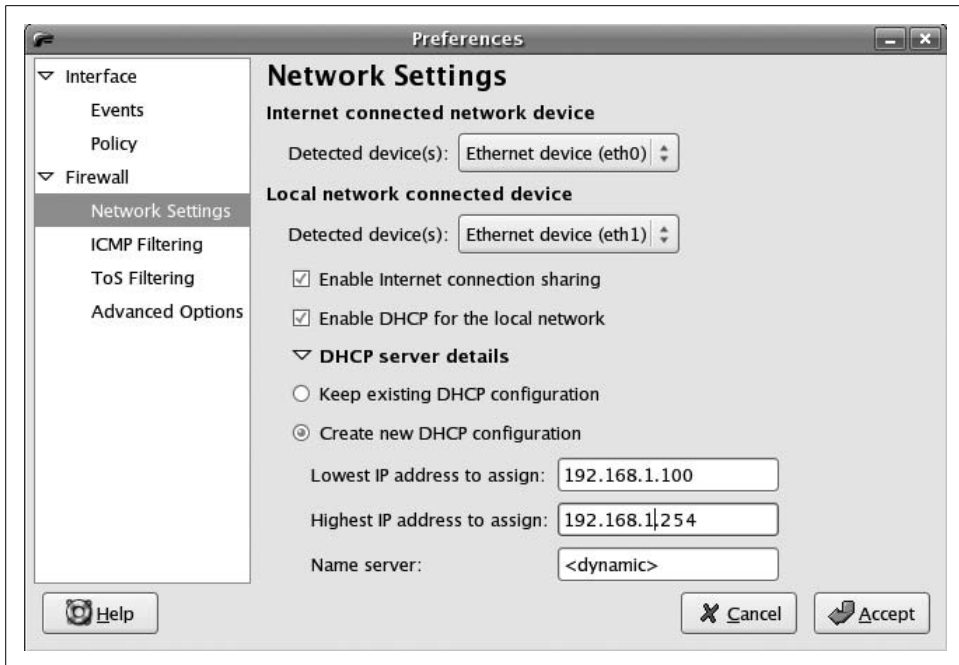 Preferences
Interface
Events
Policy
Firewall
Network Settings
ICMP Filtering
ToS Filtering
Advanced Options
Network Settings
Internet connected network device
Detected device(s): Ethernet device (eth0)
Local network connected device
Detected device(s): Ethernet device (eth1)
Enable Internet connection sharing
Enable DHCP for the local network
DHCP server details
Keep existing DHCP configuration
Create new DHCP configuration
Lowest IP address to assign: 192.168.1.100
Highest IP address to assign: 192.168.1.254
Name server: <dynamic>
Help
Cancel
Accept